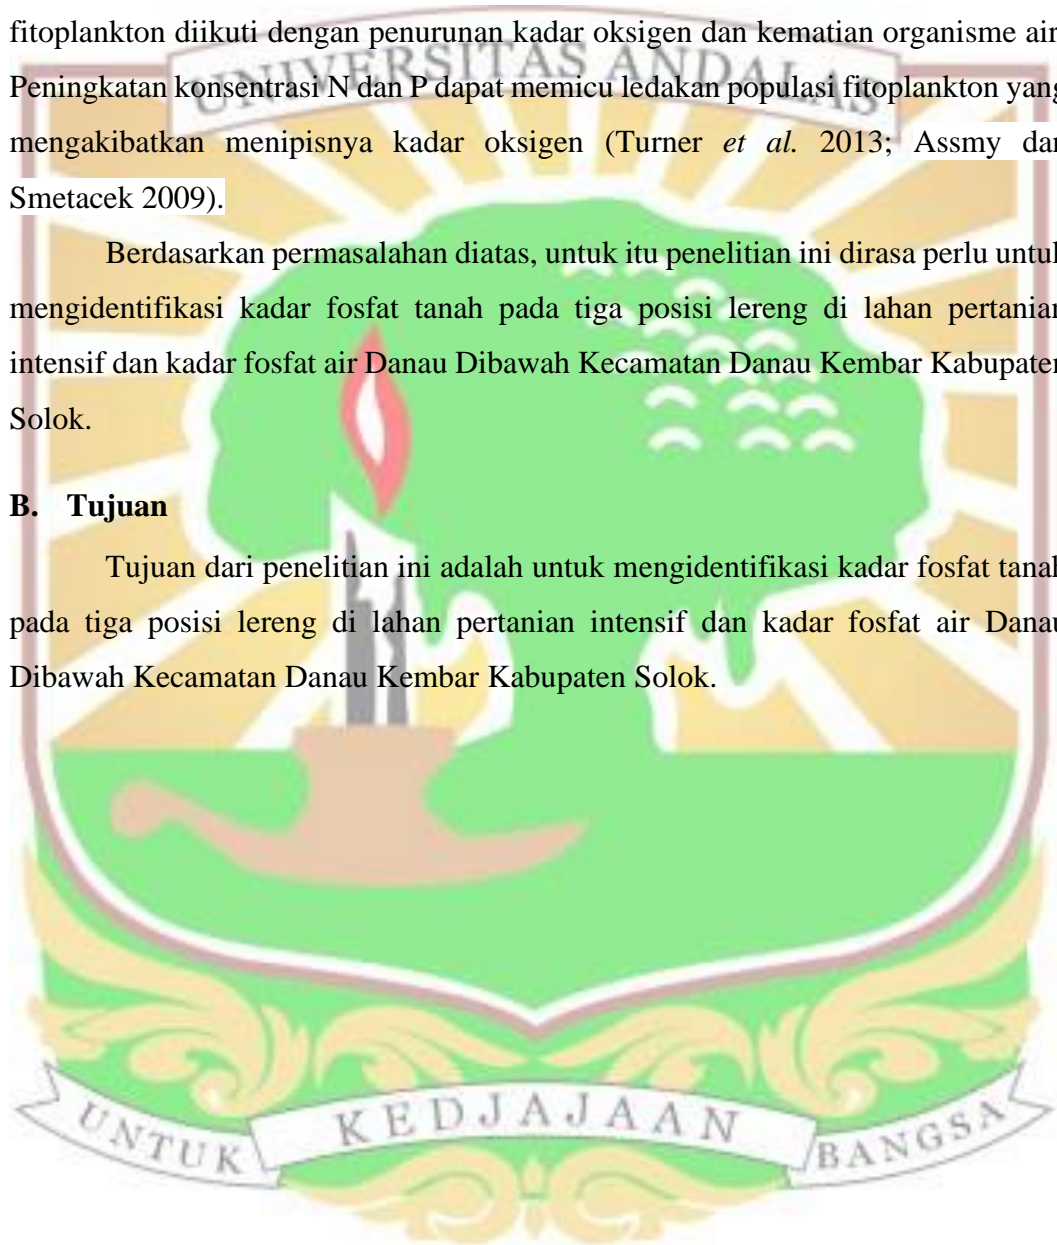 fitoplankton diikuti dengan penurunan kadar oksigen dan kematian organisme air
UNIVERSITAS ANDALAS
Peningkatan konsentrasi N dan P dapat memicu ledakan populasi fitoplankton yang
mengakibatkan menipisnya kadar oksigen (Turner et al. 2013; Assmy dan
Smetacek 2009).
Berdasarkan permasalahan diatas, untuk itu penelitian ini dirasa perlu untuk
mengidentifikasi kadar fosfat tanah pada tiga posisi lereng di lahan pertanian
intensif dan kadar fosfat air Danau Dibawah Kecamatan Danau Kembar Kabupaten
Solok.
B. Tujuan
Tujuan dari penelitian ini adalah untuk mengidentifikasi kadar fosfat tanah
pada tiga posisi lereng di lahan pertanian intensif dan kadar fosfat air Danau
Dibawah Kecamatan Danau Kembar Kabupaten Solok.
UNTUK KEDJAJAAN BANGSA